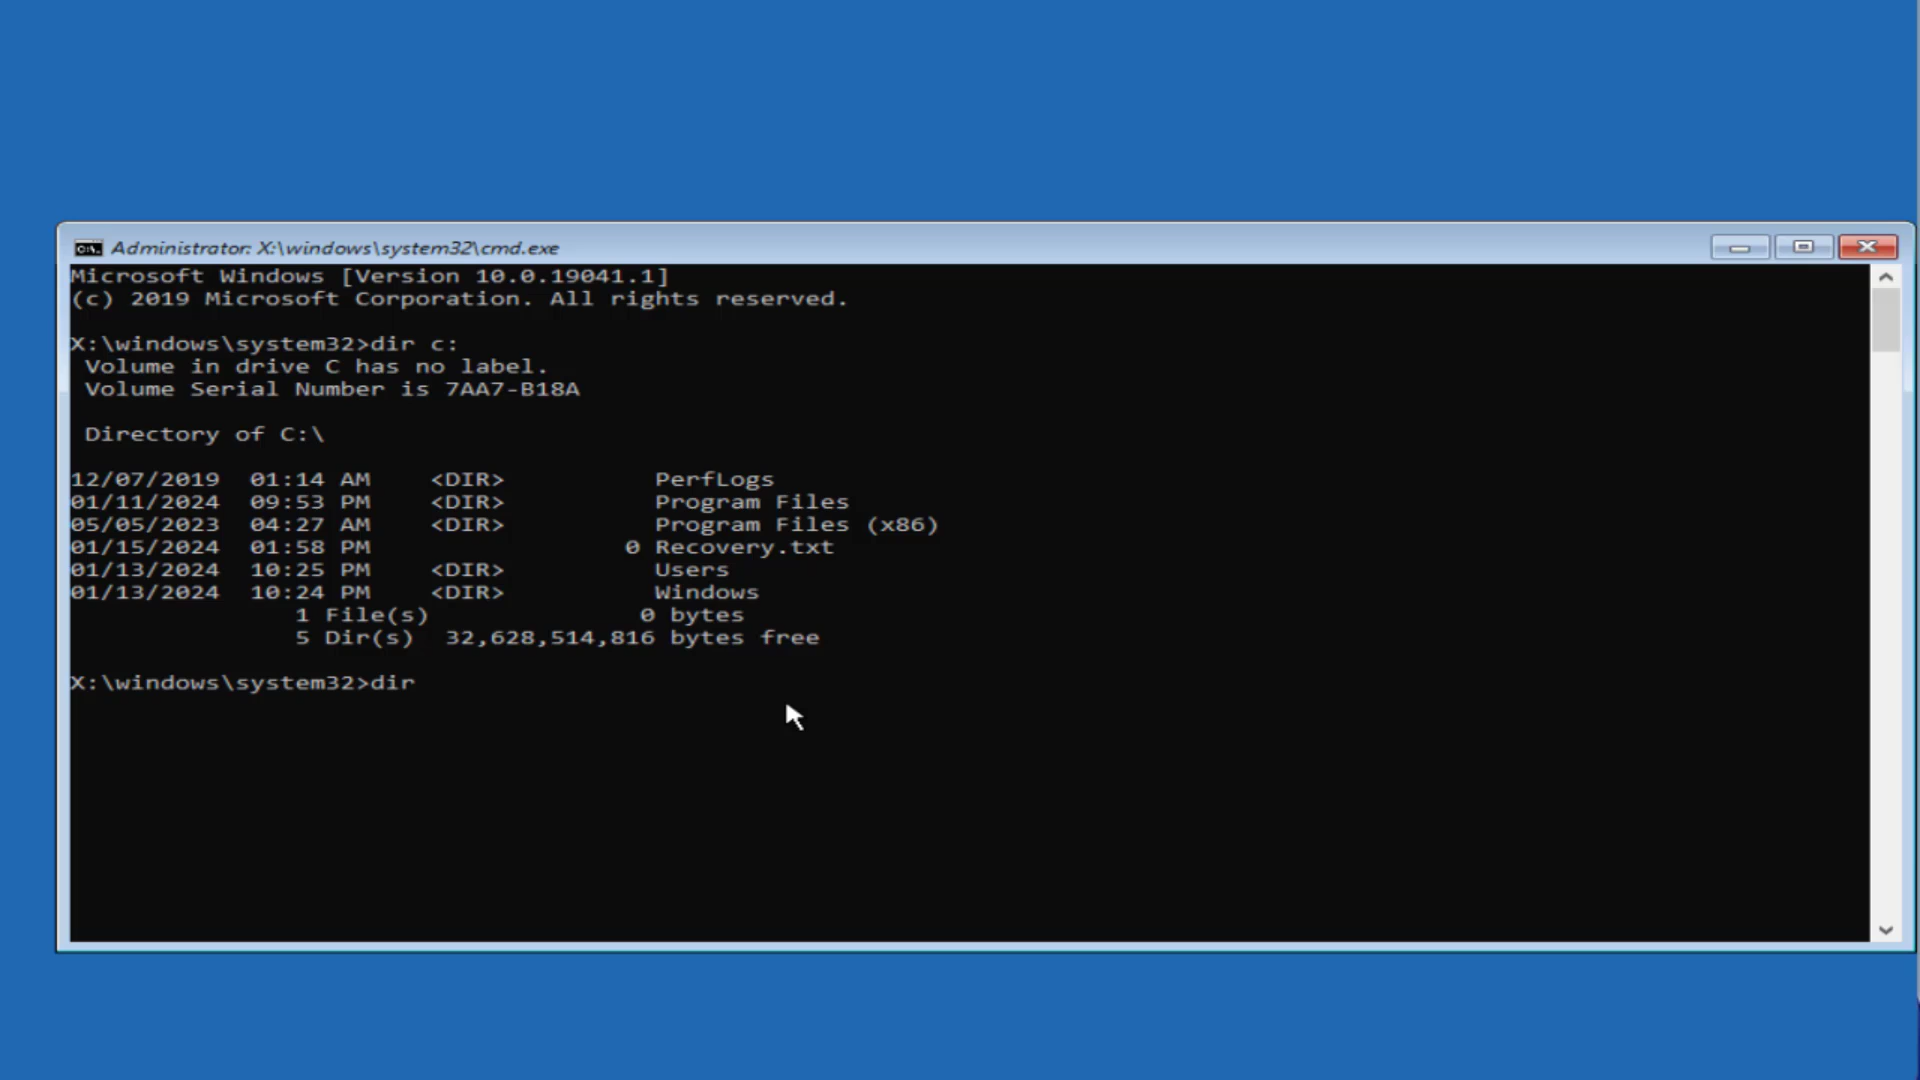 Administrator: X:\windows\system32\cmd.exe
Microsoft Windows [Version 10.0.19041.1]
(c) 2019 Microsoft Corporation. All rights reserved.
X:\windows\system32>dir c:
Volume in drive C has no label.
Volume Serial Number is 7AA7-B18A
Directory of C:\
12/07/2019  01:14 AM    <DIR>          PerfLogs
01/11/2024  09:53 PM    <DIR>          Program Files
05/05/2023  04:27 AM    <DIR>          Program Files (x86)
01/15/2024  01:58 PM                 0 Recovery.txt
01/13/2024  10:25 PM    <DIR>          Users
01/13/2024  10:24 PM    <DIR>          Windows
1 File(s)              0 bytes
5 Dir(s)  32,628,514,816 bytes free
X:\windows\system32>dir